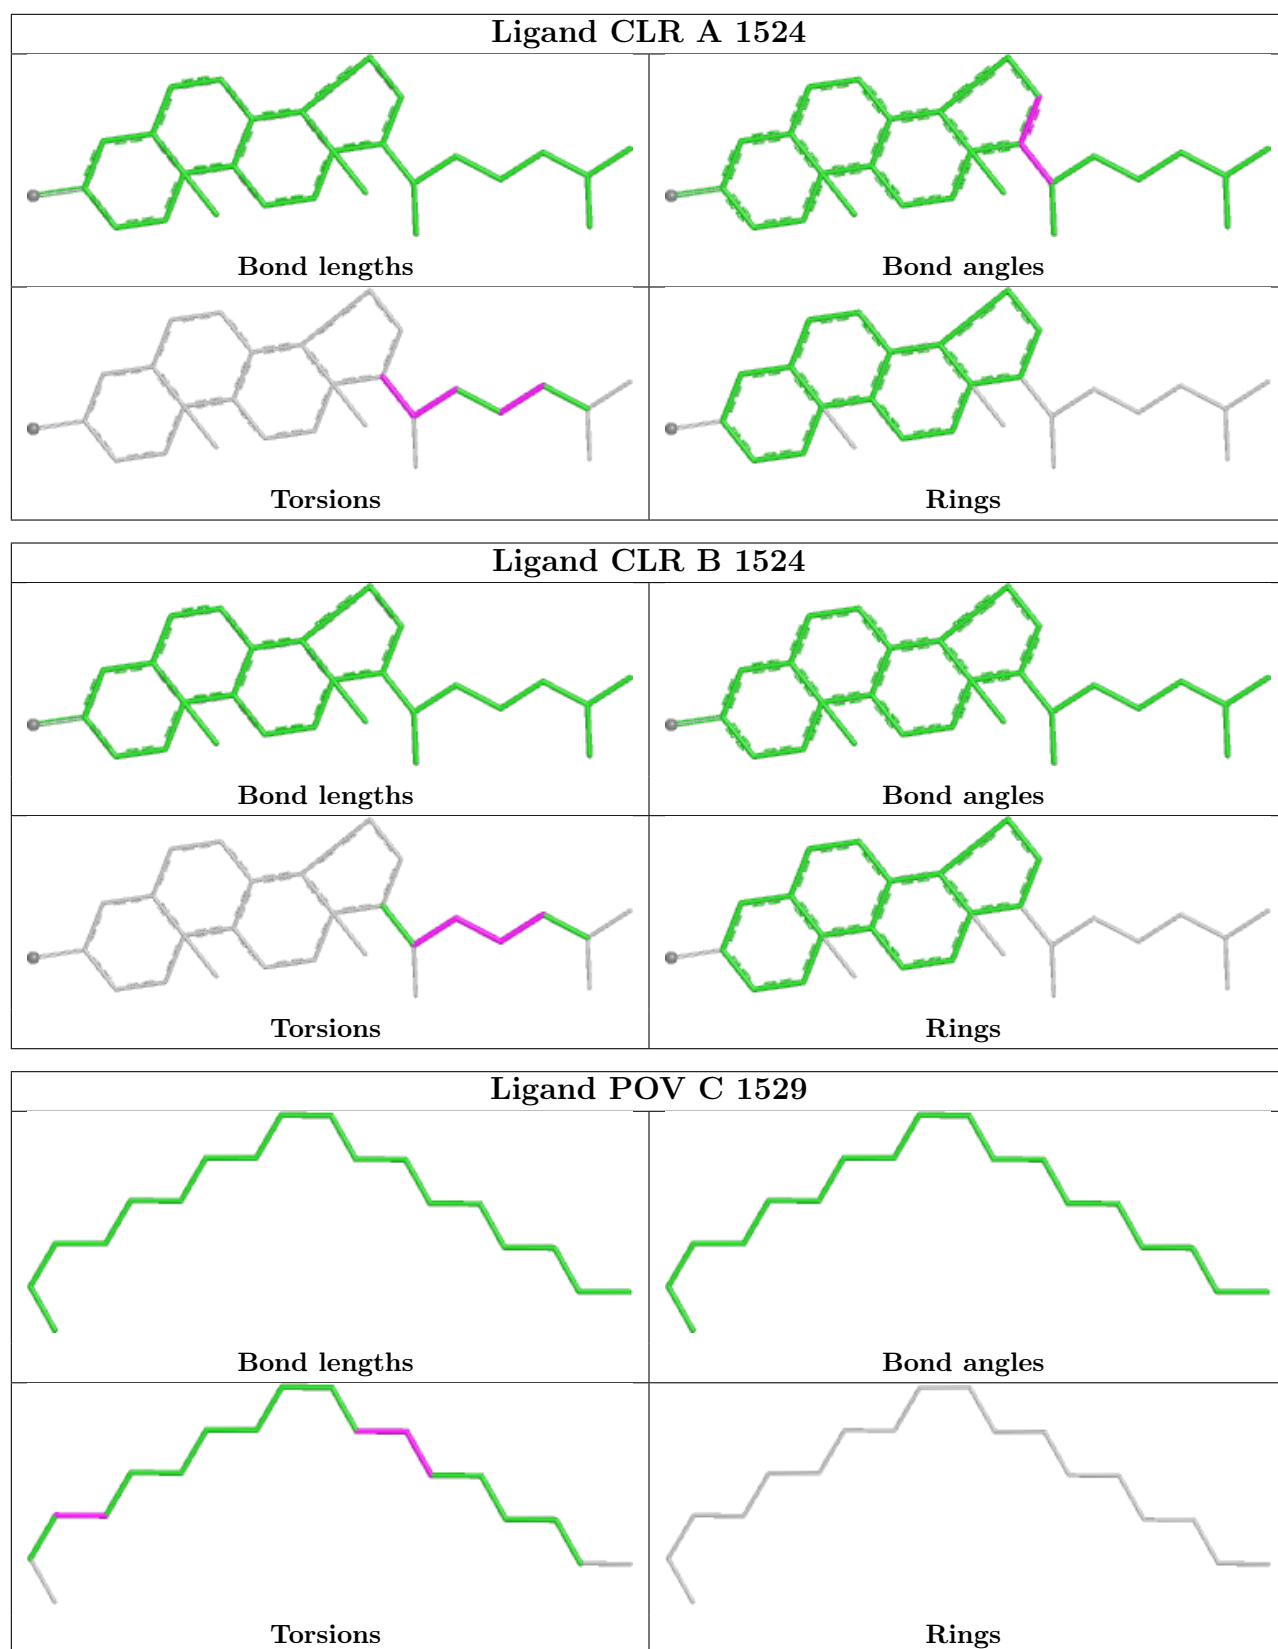 Ligand CLR A 1524
Bond lengths
Bond angles
Torsions
Rings
Ligand CLR B 1524
Bond lengths
Bond angles
Torsions
Rings
Ligand POV C 1529
Bond lengths
Bond angles
Torsions
Rings